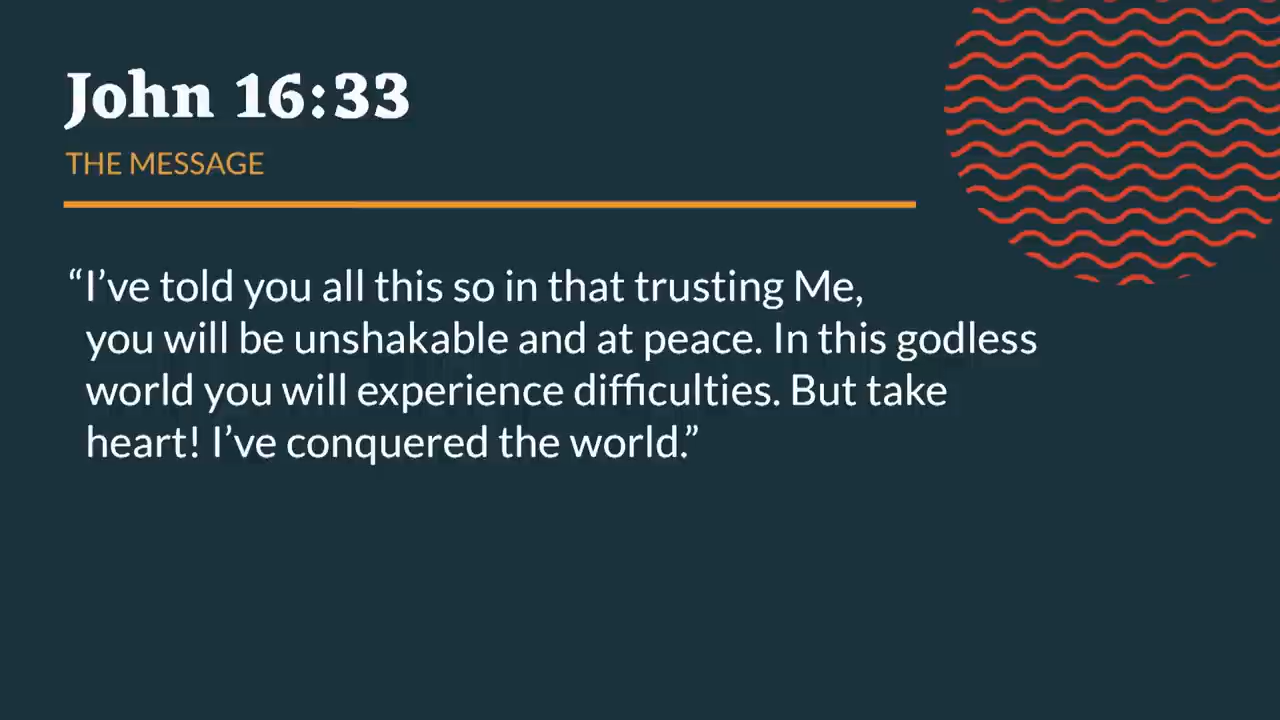 John 16:33
THE MESSAGE
“I’ve told you all this so in that trusting Me,
you will be unshakable and at peace. In this godless
world you will experience difficulties. But take
heart! I’ve conquered the world.”